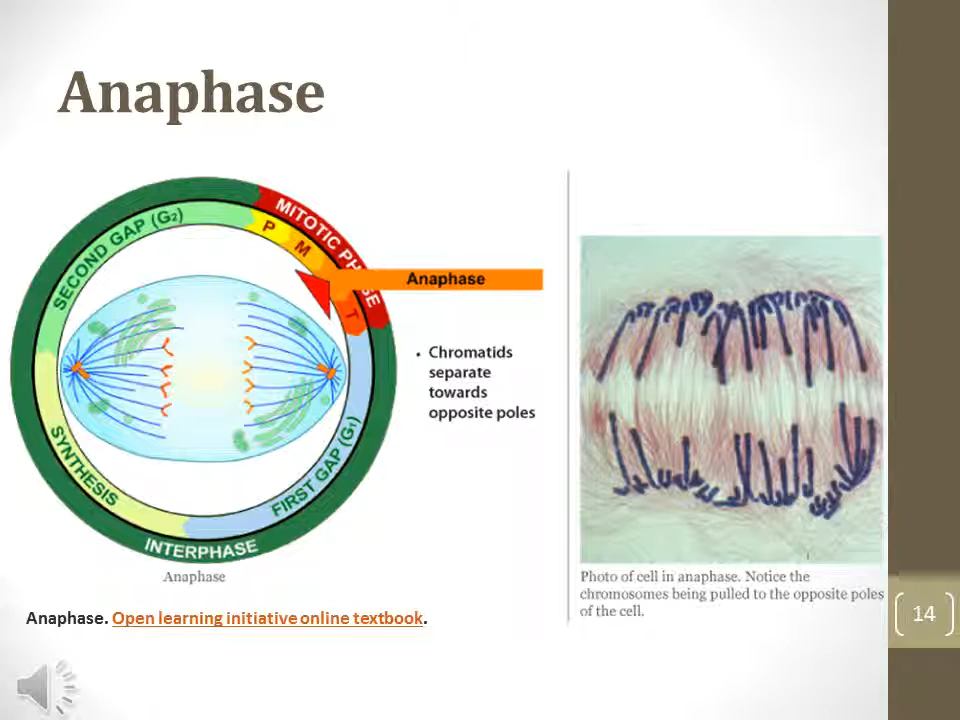 Anaphase
MITOTIC PHASE
SECOND GAP (G2)
P
M
Anaphase
T
• Chromatids
separate
towards
opposite poles
SYNTHESIS
FIRST GAP (G1)
INTERPHASE
Anaphase
Photo of cell in anaphase. Notice the
chromosomes being pulled to the opposite poles
of the cell.
Anaphase. Open learning initiative online textbook.
14